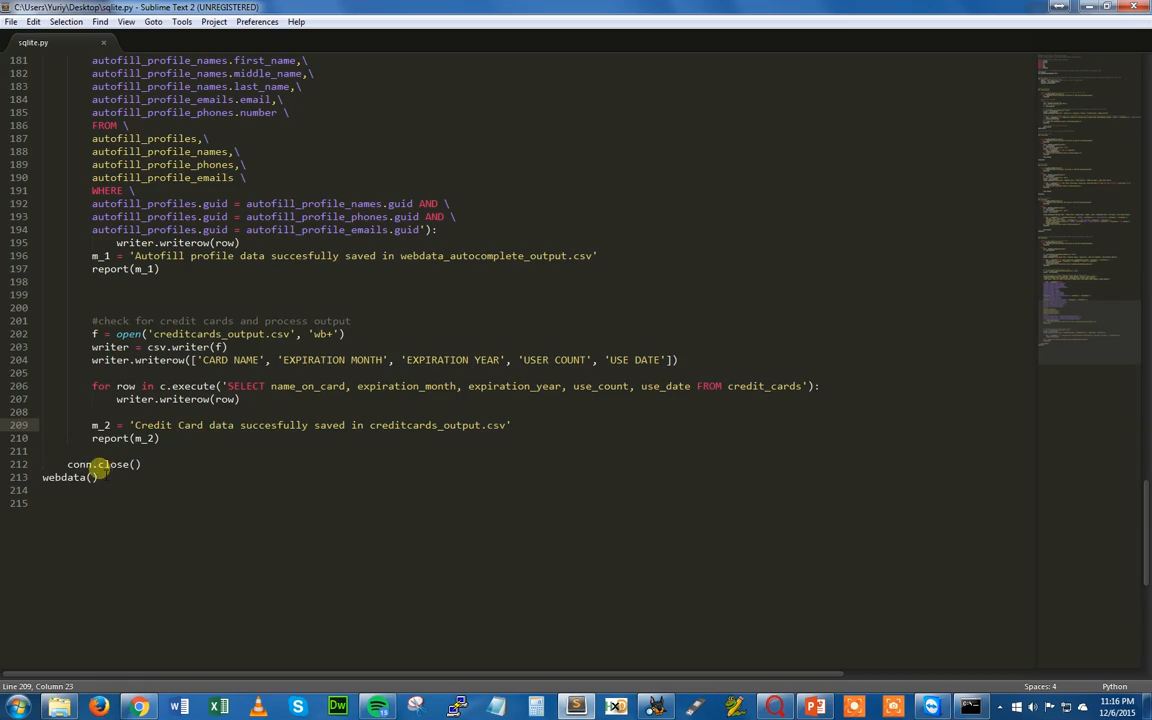 C:\Users\Yuriy\Desktop\sqlite.py - Sublime Text 2 (UNREGISTERED)
File Edit Selection Find View Goto Tools Project Preferences Help
sqlite.py
181 autofill_profile_names.first_name,\
182 autofill_profile_names.middle_name,\
183 autofill_profile_names.last_name,\
184 autofill_profile_emails.email,\
185 autofill_profile_phones.number \
186 FROM \
187 autofill_profiles,\
188 autofill_profile_names,\
189 autofill_profile_phones,\
190 autofill_profile_emails \
191 WHERE \
192 autofill_profiles.guid = autofill_profile_names.guid AND \
193 autofill_profiles.guid = autofill_profile_phones.guid AND \
194 autofill_profiles.guid = autofill_profile_emails.guid'):
195 writer.writerow(row)
196 m_1 = 'Autofill profile data succesfully saved in webdata_autocomplete_output.csv'
197 report(m_1)
198
199
200
201 #check for credit cards and process output
202 f = open('creditcards_output.csv', 'wb+')
203 writer = csv.writer(f)
204 writer.writerow(['CARD NAME', 'EXPIRATION MONTH', 'EXPIRATION YEAR', 'USER COUNT', 'USE DATE'])
205
206 for row in c.execute('SELECT name_on_card, expiration_month, expiration_year, use_count, use_date FROM credit_cards'):
207 writer.writerow(row)
208
209 m_2 = 'Credit Card data succesfully saved in creditcards_output.csv'
210 report(m_2)
211
212 conn.close()
213 webdata()
214
215
Line 209, Column 23
Spaces: 4 Python
Dw
15
11:16 PM
12/6/2015